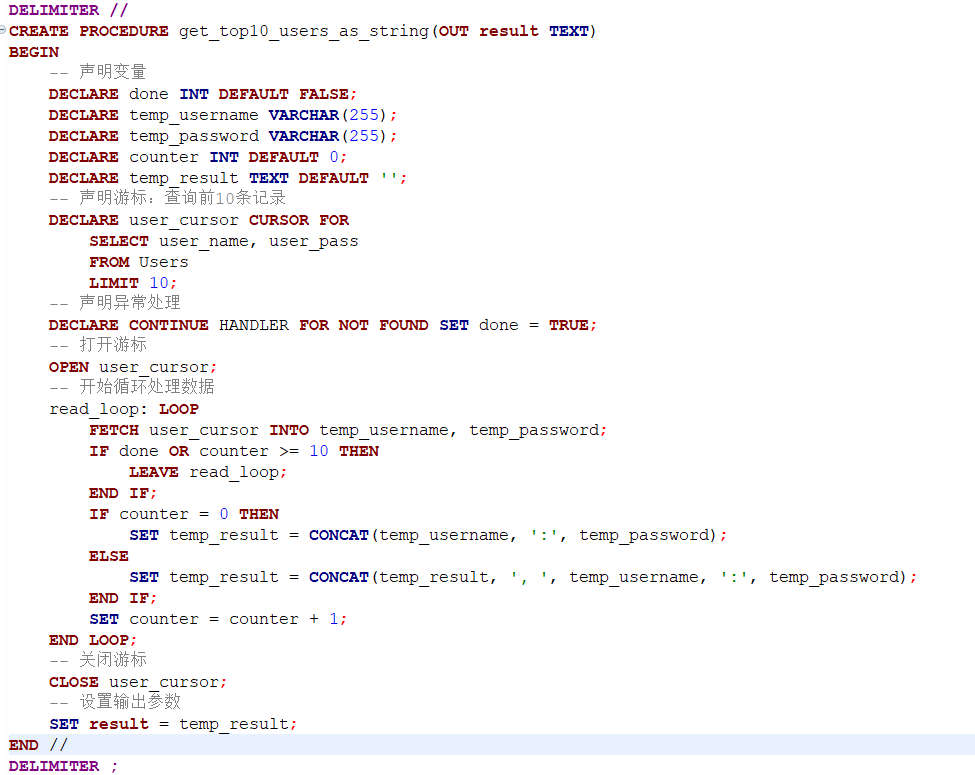 DELIMITER //
CREATE PROCEDURE get_top10_users_as_string(OUT result TEXT)
BEGIN
    -- 声明变量
    DECLARE done INT DEFAULT FALSE;
    DECLARE temp_username VARCHAR(255);
    DECLARE temp_password VARCHAR(255);
    DECLARE counter INT DEFAULT 0;
    DECLARE temp_result TEXT DEFAULT '';
    -- 声明游标：查询前10条记录
    DECLARE user_cursor CURSOR FOR
        SELECT user_name, user_pass
        FROM Users
        LIMIT 10;
    -- 声明异常处理
    DECLARE CONTINUE HANDLER FOR NOT FOUND SET done = TRUE;
    -- 打开游标
    OPEN user_cursor;
    -- 开始循环处理数据
    read_loop: LOOP
        FETCH user_cursor INTO temp_username, temp_password;
        IF done OR counter >= 10 THEN
            LEAVE read_loop;
        END IF;
        IF counter = 0 THEN
            SET temp_result = CONCAT(temp_username, ':', temp_password);
        ELSE
            SET temp_result = CONCAT(temp_result, ', ', temp_username, ':', temp_password);
        END IF;
        SET counter = counter + 1;
    END LOOP;
    -- 关闭游标
    CLOSE user_cursor;
    -- 设置输出参数
    SET result = temp_result;
END //
DELIMITER ;